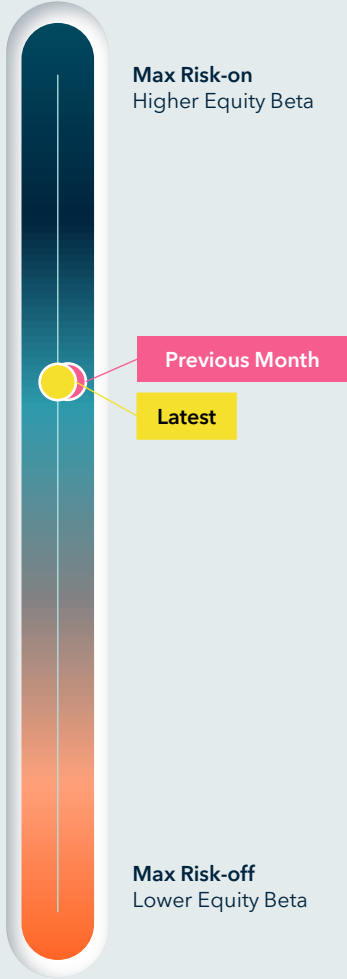 Max Risk-on
Higher Equity Beta
Previous Month
Latest
Max Risk-off
Lower Equity Beta